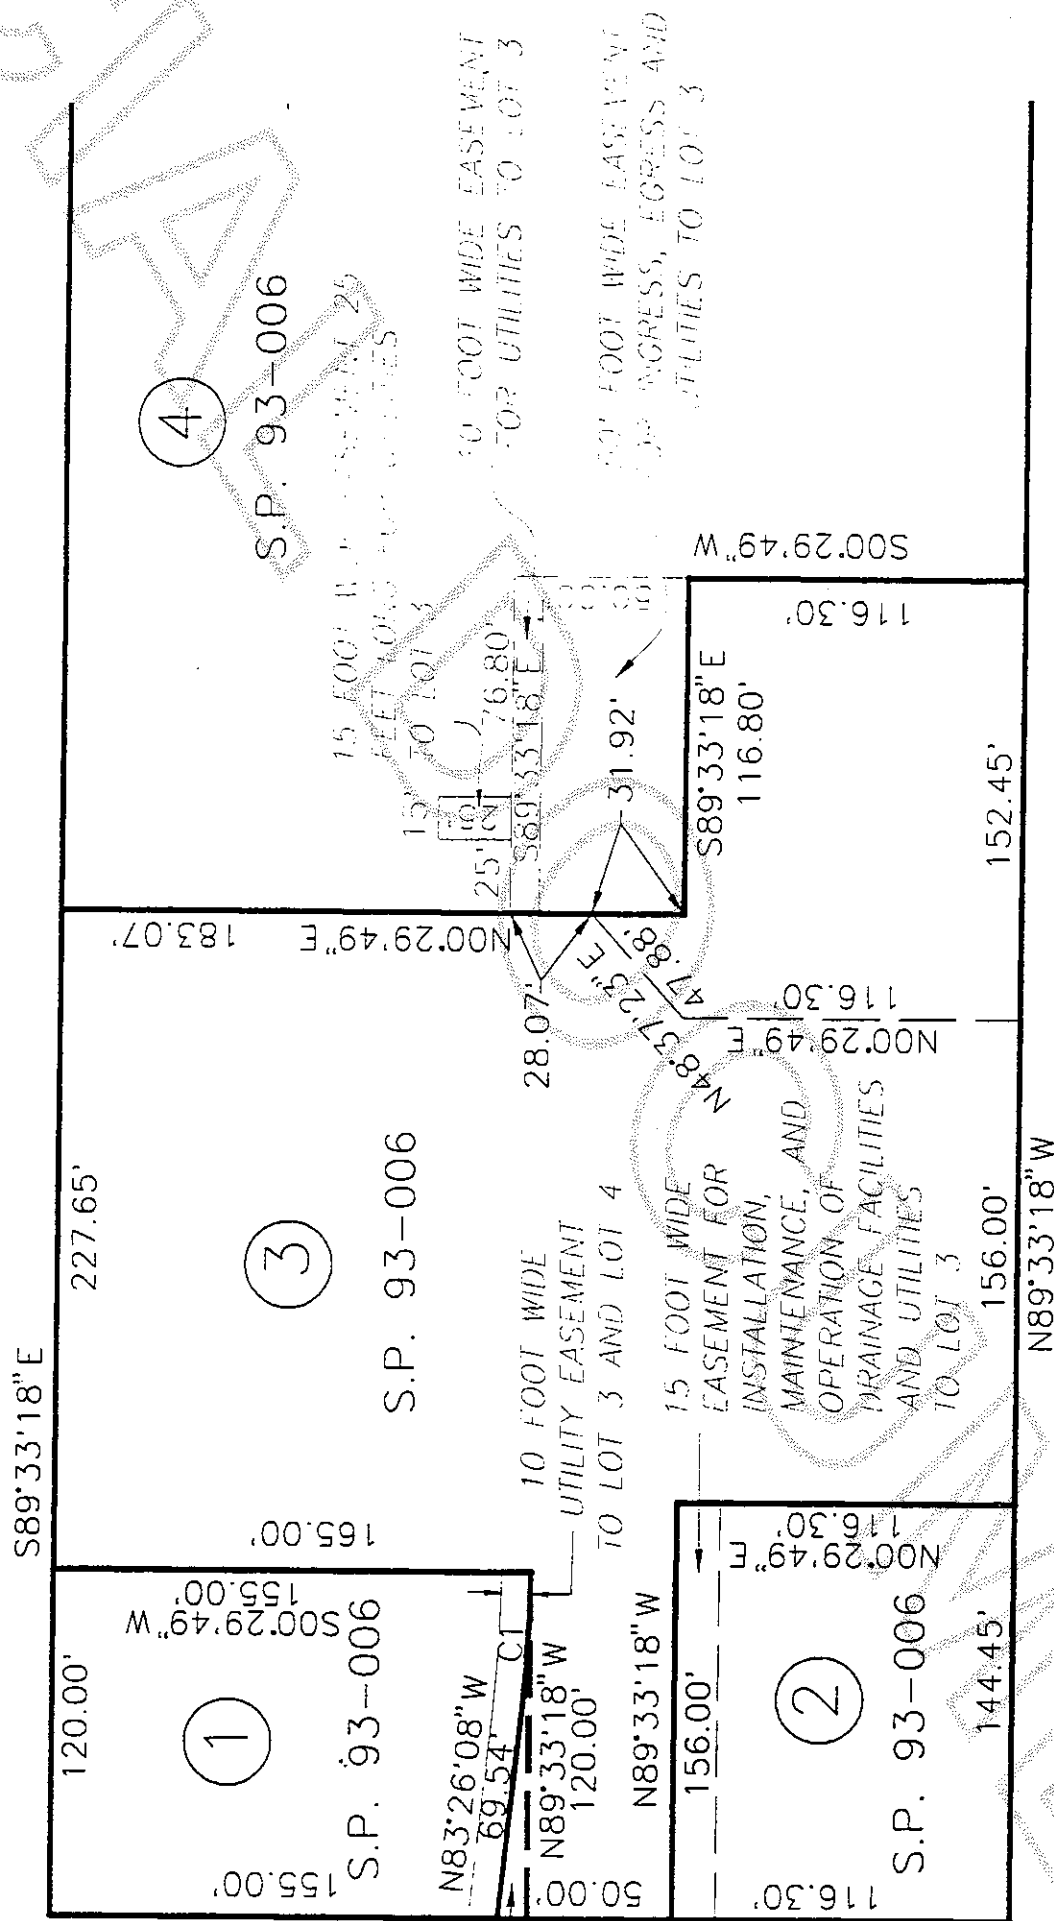 S89°33'18"E
120.00'
227.65'
1
S.P. 93-006
155.00'
155.00'
S00°29'49"W
165.00'
N83°26'08"W
69.54'
C1
N89°33'18"W
120.00'
50.00'
N89°33'18"W
156.00'
2
S.P. 93-006
116.30'
144.45'
N00°29'49"E
116.30'
3
S.P. 93-006
10 FOOT WIDE
UTILITY EASEMENT
TO LOT 3 AND LOT 4
15 FOOT WIDE
EASEMENT FOR
INSTALLATION,
MAINTENANCE, AND
OPERATION OF
DRAINAGE FACILITIES
AND UTILITIES
TO LOT 3
156.00'
N89°33'18"W
183.07'
N00°29'49"E
28.07'
N48°37'23"E
47.88'
N00°29'49"E
116.30'
31.92'
4
S.P. 93-006
15 FOOT
25
FEET
TO LOT 3
15'
25'
76.80'
S89°33'18"E
10 FOOT WIDE EASEMENT
FOR UTILITIES TO LOT 3
FOOT WIDE EASEMENT
INGRESS, EGRESS AND
UTILITIES TO LOT 3
S89°33'18"E
116.80'
S00°29'49"W
116.30'
152.45'